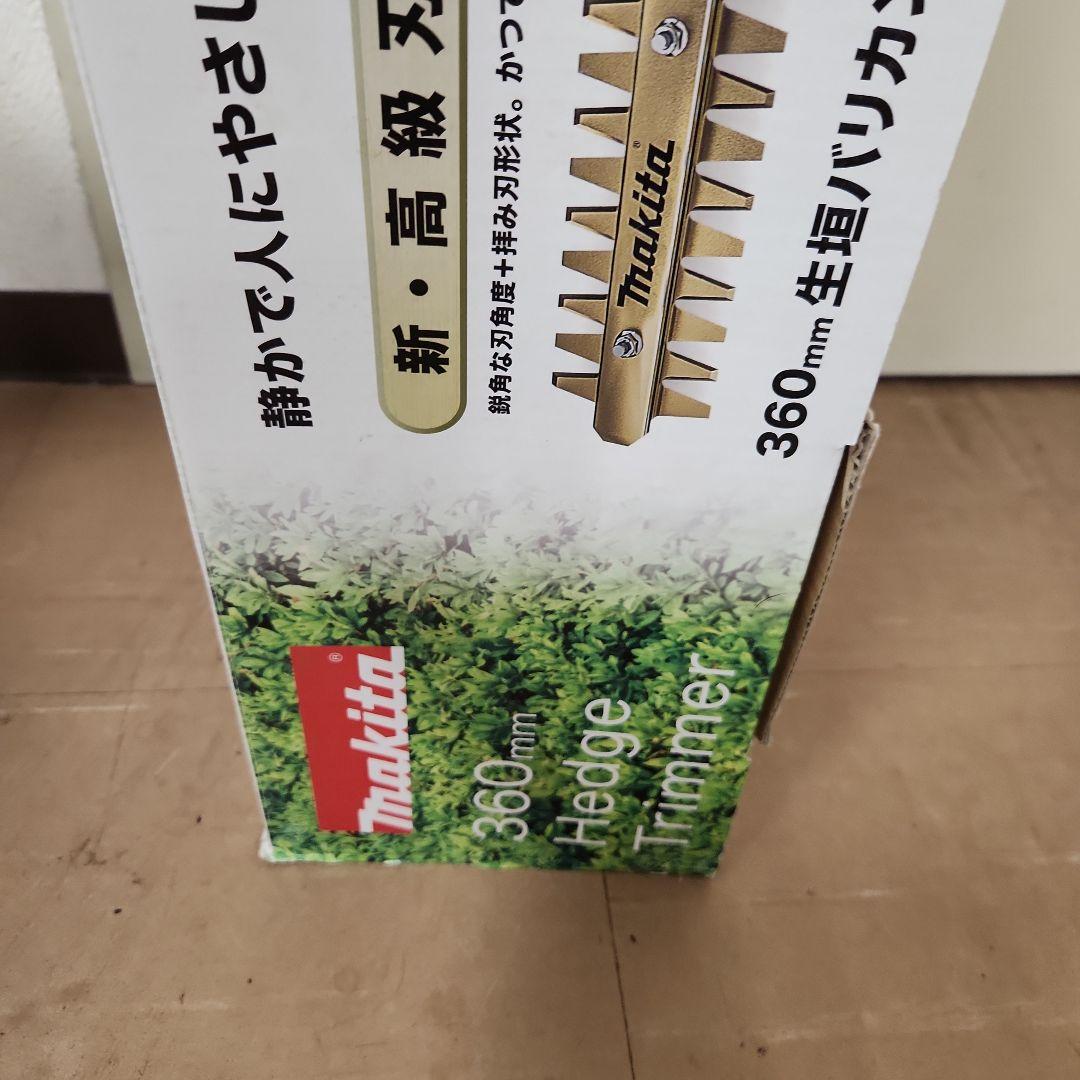 静かで人にやさし
新・高級刃
鋭角な刃角度＋拝み刃形状。かつて
Makita®
360mm 生垣バリカン
Makita®
360mm
Hedge
Trimmer